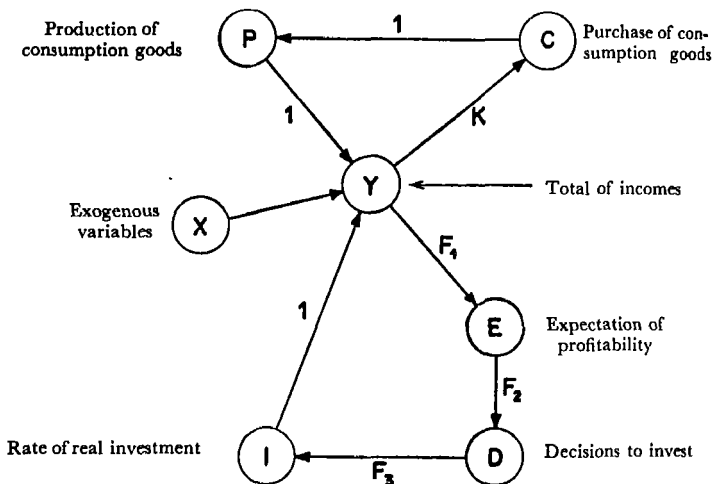 Production of
consumption goods
P
1
C
Purchase of con-
sumption goods
1
K
Y
Total of incomes
Exogenous
variables
X
F₁
1
E
Expectation of
profitability
F₂
Rate of real investment
I
F₃
D
Decisions to invest